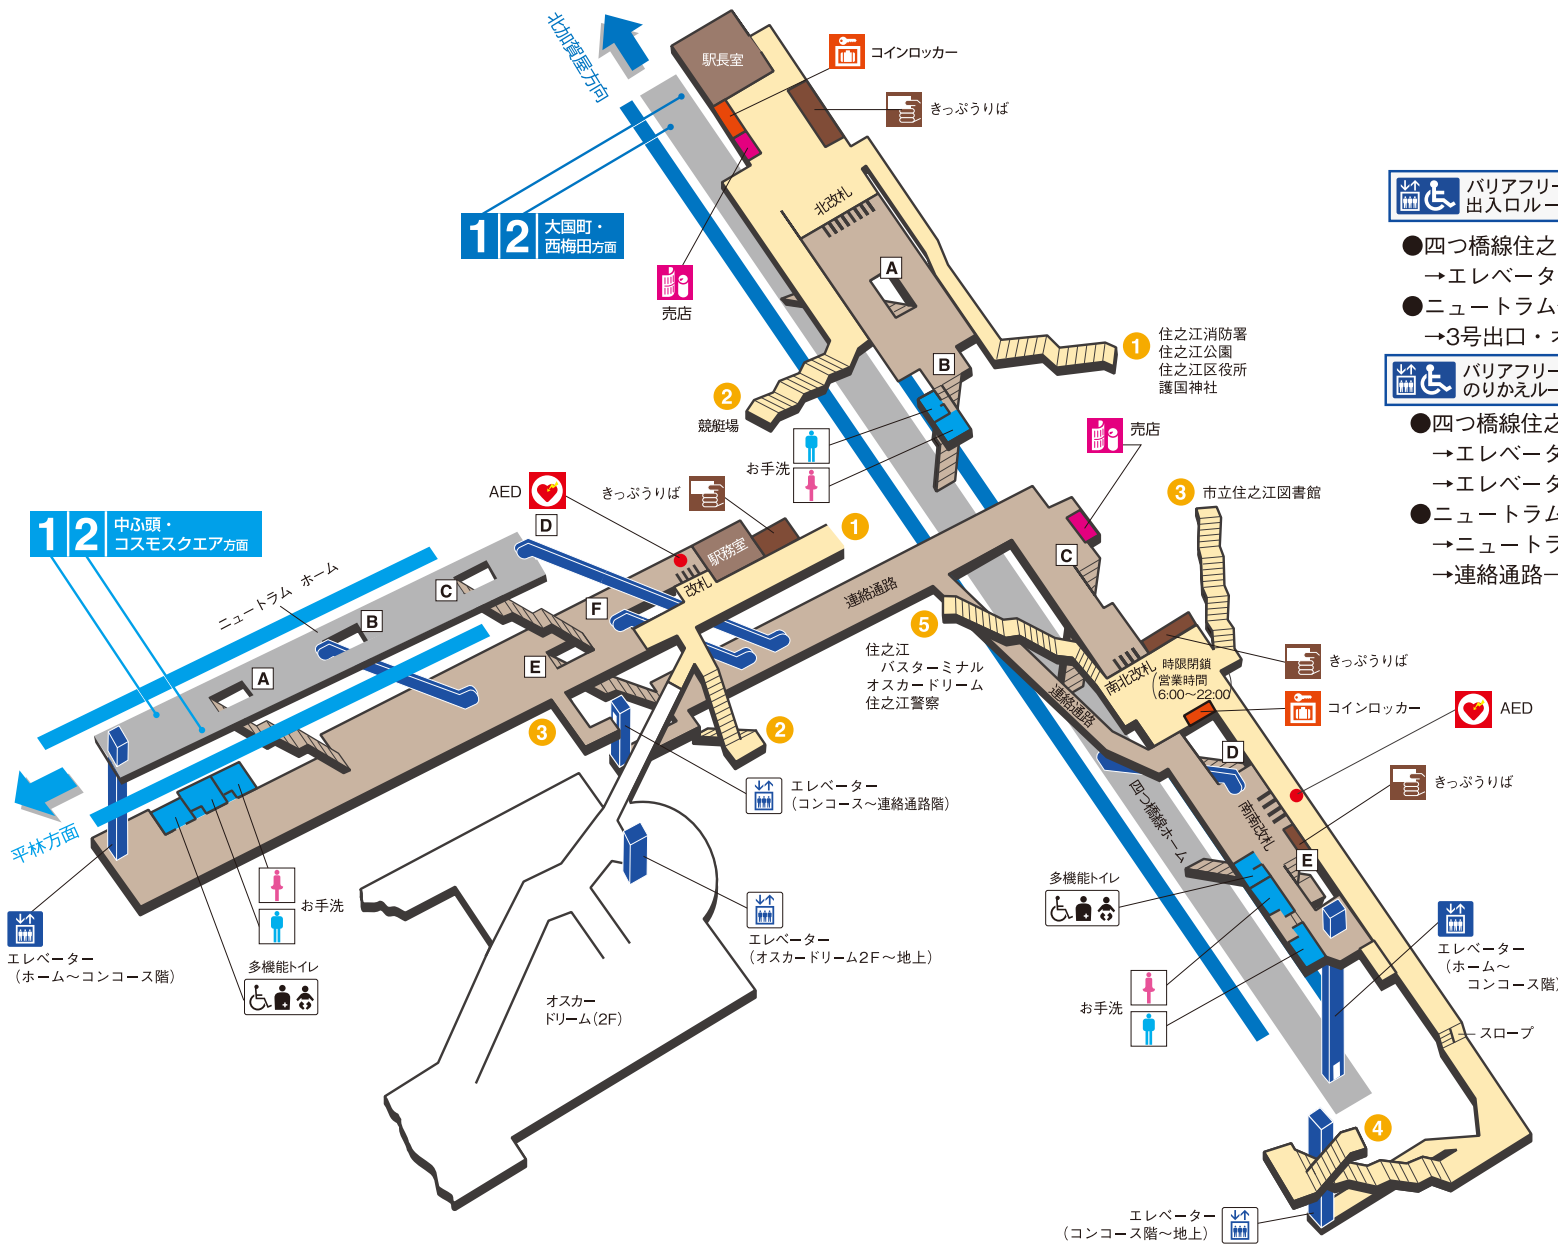 北加賀屋方向
駅長室
コインロッカー
きっぷうりば
1 2 大国町・
西梅田方面
売店
北改札
A
B
1
住之江消防署
住之江公園
住之江区役所
護国神社
2
競艇場
お手洗
バリアフリー
出入口ルー
●四つ橋線住之
→エレベータ
●ニュートラム
→3号出口・オ
バリアフリー
のりかえルー
●四つ橋線住之
→エレベータ
→エレベータ
●ニュートラム
→ニュートラ
→連絡通路→
売店
3 市立住之江図書館
C
AED
きっぷうりば
駅務室
改札
1
1 2 中ふ頭・
コスモスクエア方面
D
ニュートラム ホーム
C
B
A
F
E
連絡通路
5
住之江
バスターミナル
オスカードリーム
住之江警察
連絡通路
南北改札
時限閉鎖
営業時間
6:00〜22:00
きっぷうりば
コインロッカー
AED
D
きっぷうりば
南南改札
E
四つ橋線ホーム
3
2
エレベーター
(コンコース〜連絡通路階)
平林方面
お手洗
エレベーター
(ホーム〜コンコース階)
多機能トイレ
エレベーター
(オスカードリーム2F〜地上)
オスカー
ドリーム(2F)
多機能トイレ
お手洗
エレベーター
(ホーム〜
コンコース階)
スロープ
4
エレベーター
(コンコース階〜地上)